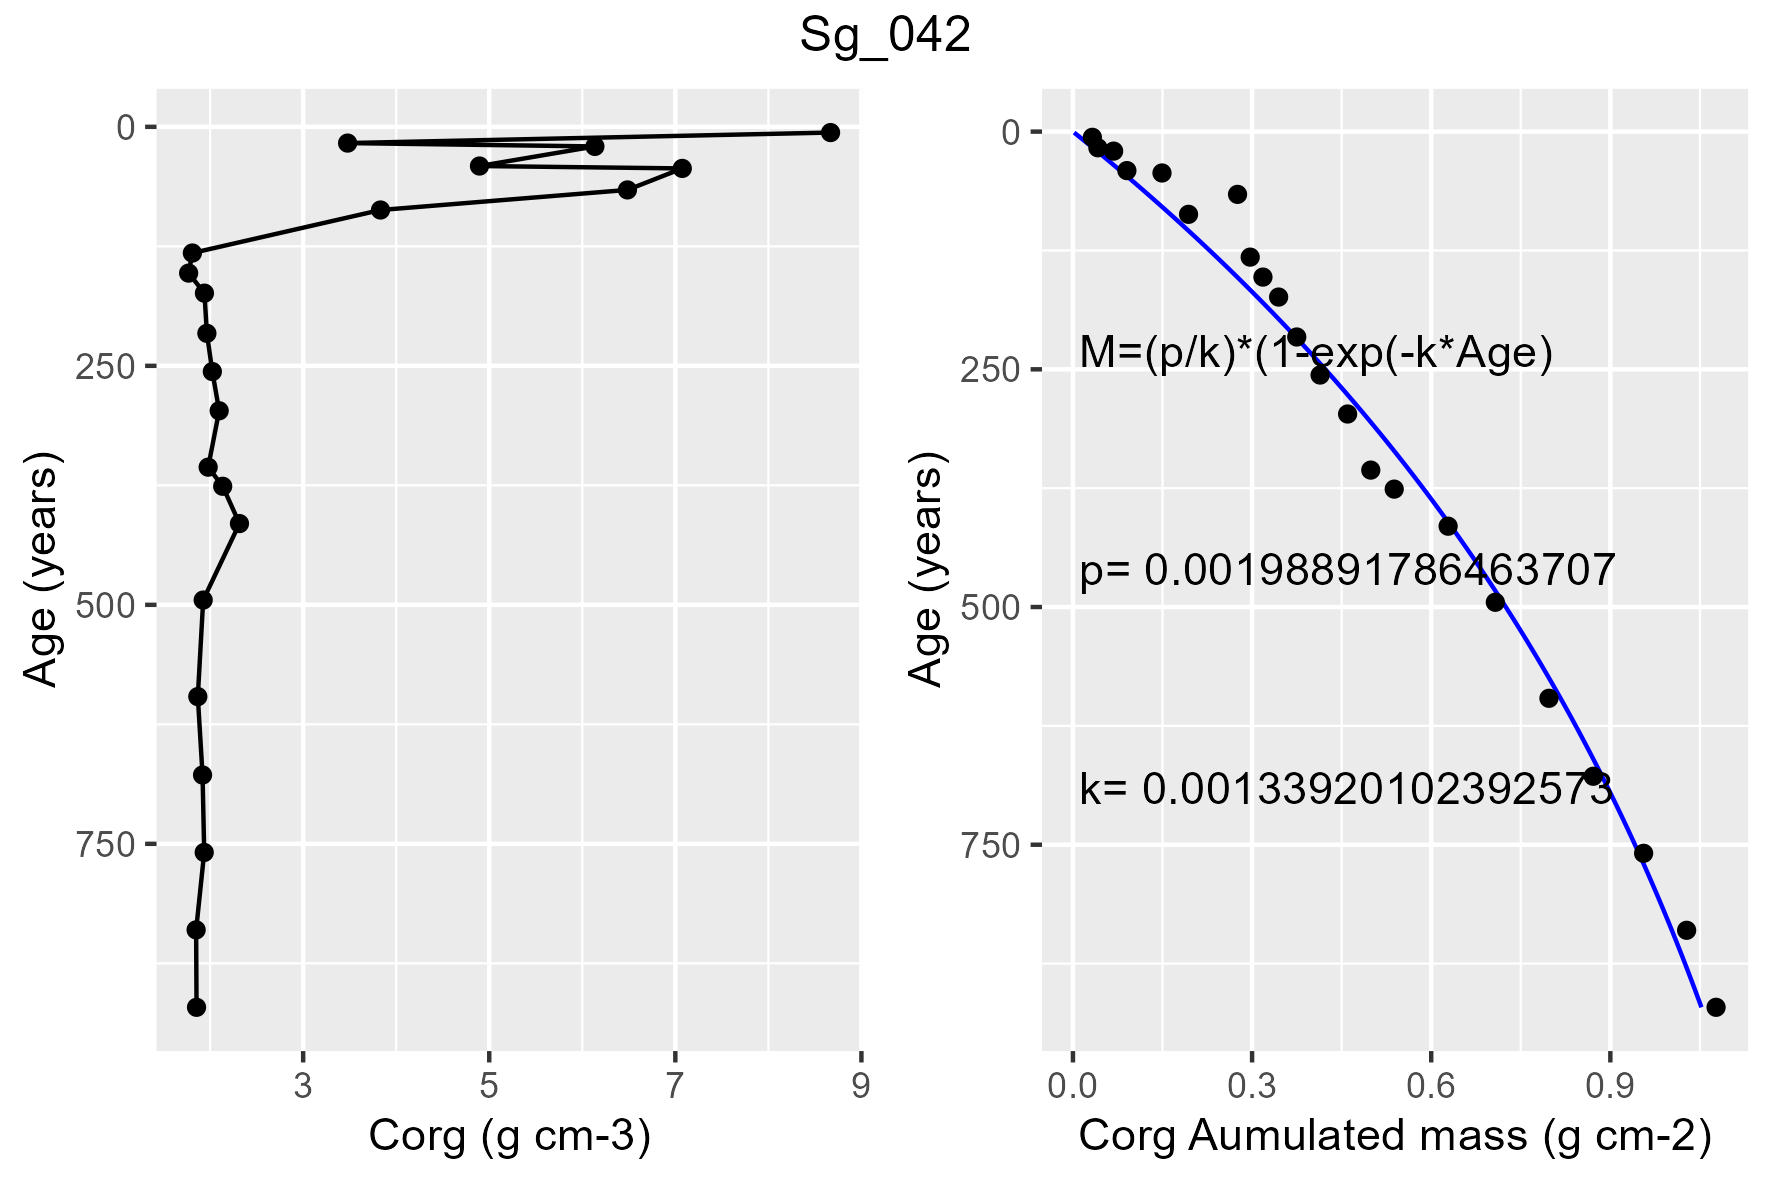 Sg_042
0
250
500
750
Age (years)
3
5
7
9
Corg (g cm-3)
0
250
500
750
Age (years)
M=(p/k)*(1-exp(-k*Age)
p= 0.00198891786463707
k= 0.00133920102392573
0.0
0.3
0.6
0.9
Corg Aumulated mass (g cm-2)